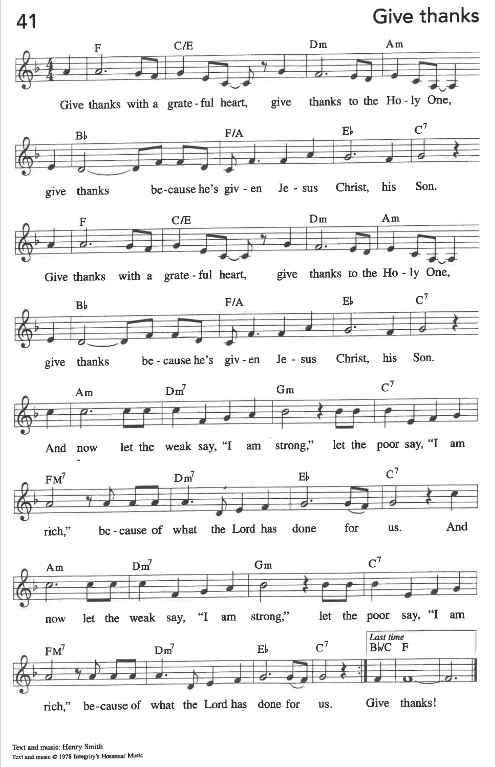 41
Give thanks
F C/E Dm Am
Give thanks with a grate - ful heart, give thanks to the Ho - ly One,
B♭ F/A E♭ C7
give thanks be-cause he's giv - en Je - sus Christ, his Son.
F C/E Dm Am
Give thanks with a grate - ful heart, give thanks to the Ho - ly One,
B♭ F/A E♭ C7
give thanks be - cause he's giv - en Je - sus Christ, his Son.
Am Dm7 Gm C7
And now let the weak say, “I am strong,” let the poor say, “I am
FM7 Dm7 E♭ C7
rich,” be - cause of what the Lord has done for us. And
Am Dm7 Gm C7
now let the weak say, “I am strong,” let the poor say, “I am
Last time
FM7 Dm7 E♭ C7 B♭/C F
rich,” be-cause of what the Lord has done for us. Give thanks!
Text and music: Henry Smith
Text and music © 1978 Integrity's Hosanna! Music